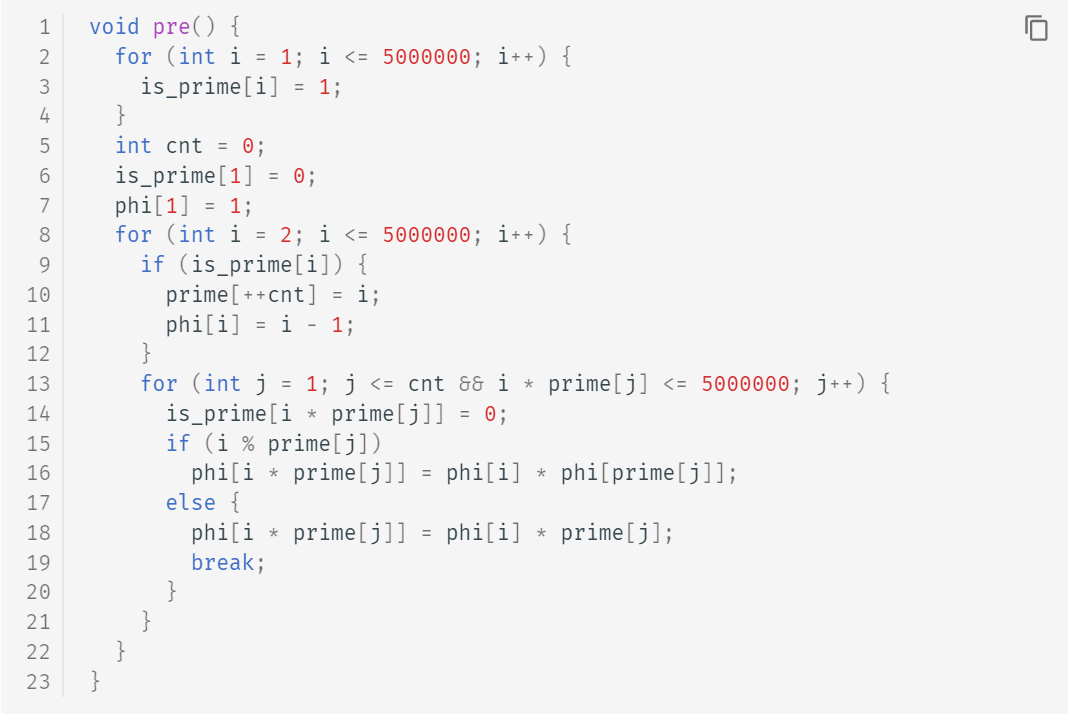 1 void pre() {
2   for (int i = 1; i <= 5000000; i++) {
3     is_prime[i] = 1;
4   }
5   int cnt = 0;
6   is_prime[1] = 0;
7   phi[1] = 1;
8   for (int i = 2; i <= 5000000; i++) {
9     if (is_prime[i]) {
10       prime[++cnt] = i;
11       phi[i] = i - 1;
12     }
13     for (int j = 1; j <= cnt && i * prime[j] <= 5000000; j++) {
14       is_prime[i * prime[j]] = 0;
15       if (i % prime[j])
16         phi[i * prime[j]] = phi[i] * phi[prime[j]];
17       else {
18         phi[i * prime[j]] = phi[i] * prime[j];
19         break;
20       }
21     }
22   }
23 }